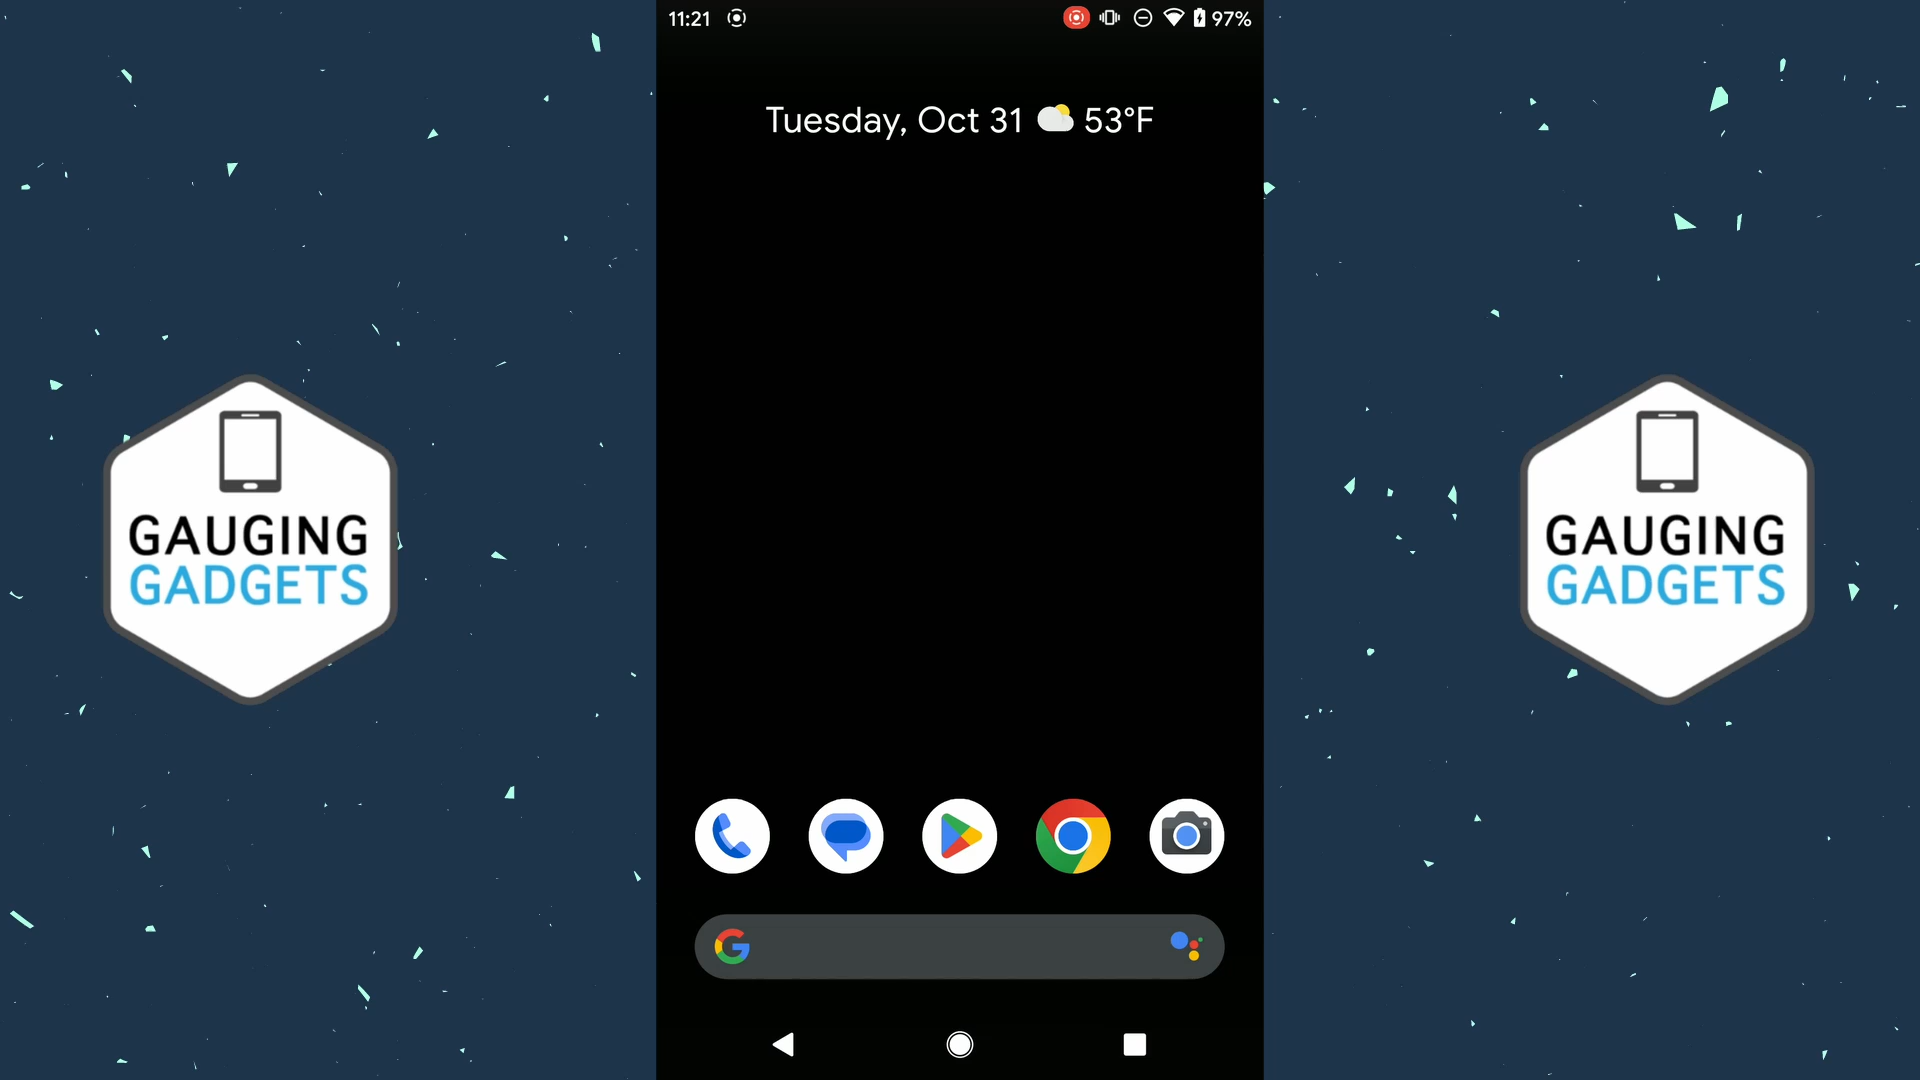 11:21
97%
Tuesday, Oct 31 53°F
GAUGING
GADGETS
GAUGING
GADGETS